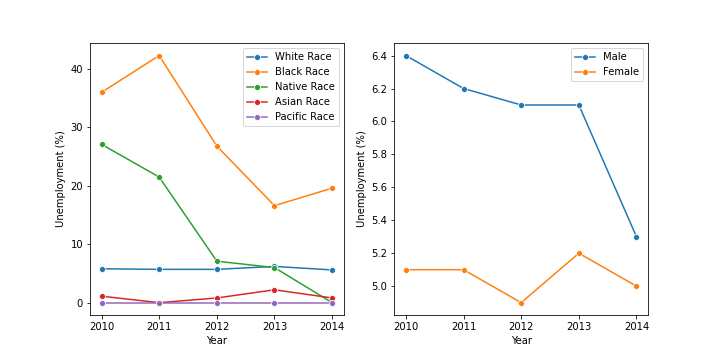 40
30
20
10
0
Unemployment (%)
2010 2011 2012 2013 2014
Year
White Race
Black Race
Native Race
Asian Race
Pacific Race
6.4
6.2
6.0
5.8
5.6
5.4
5.2
5.0
Unemployment (%)
2010 2011 2012 2013 2014
Year
Male
Female